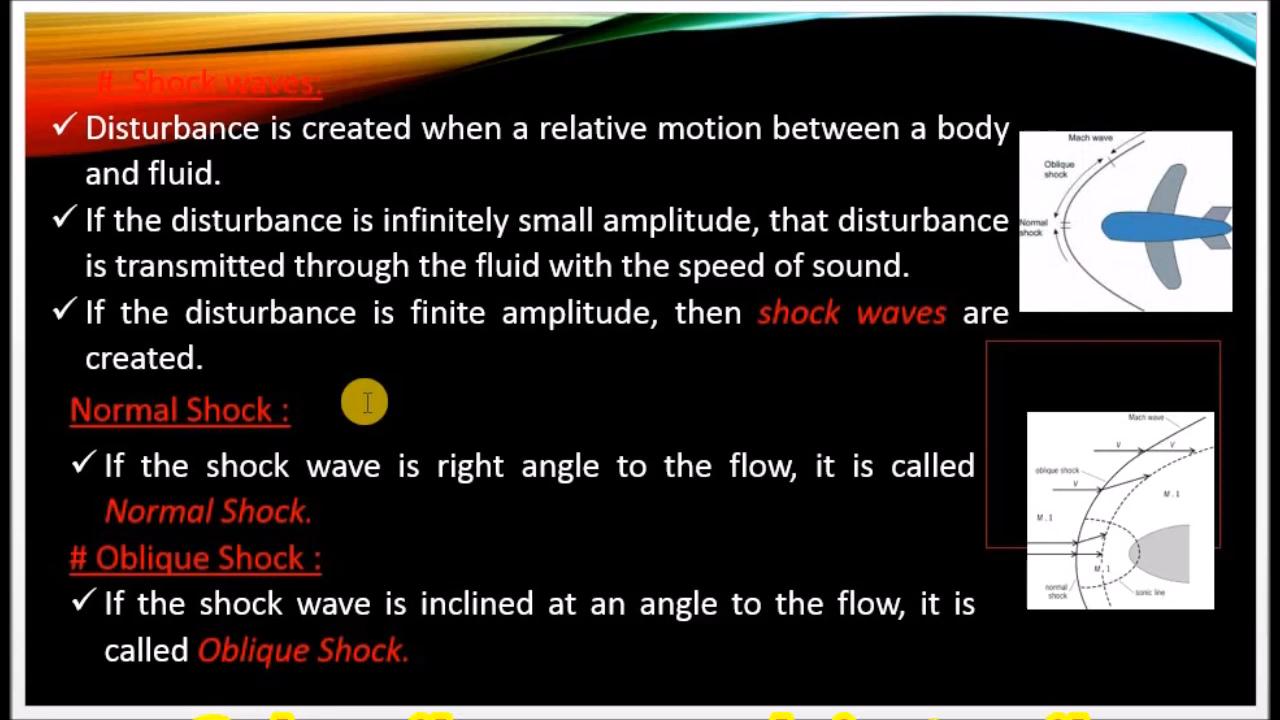 # Shock waves:
✓ Disturbance is created when a relative motion between a body
and fluid.
✓ If the disturbance is infinitely small amplitude, that disturbance
is transmitted through the fluid with the speed of sound.
✓ If the disturbance is finite amplitude, then shock waves are
created.
Normal Shock :
✓ If the shock wave is right angle to the flow, it is called
Normal Shock.
# Oblique Shock :
✓ If the shock wave is inclined at an angle to the flow, it is
called Oblique Shock.
Mach wave
Oblique
shock
Normal
shock
Mach wave
V
V
oblique shock
V
M . 1
M . 1
M . 1
normal
shock
sonic line